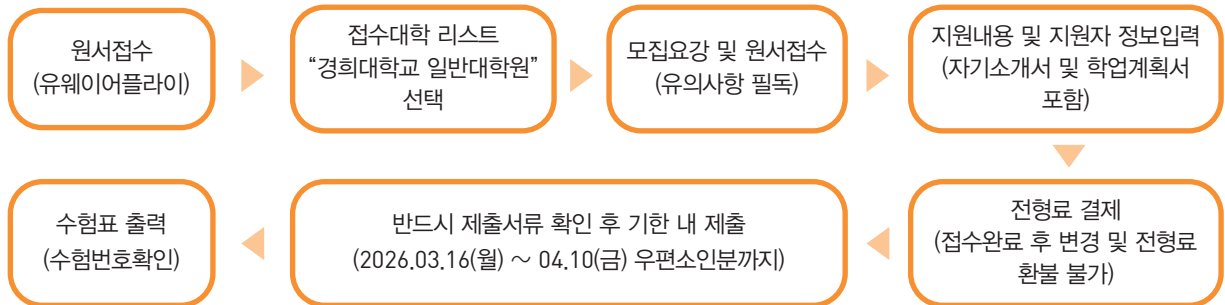 원서접수
(유웨이어플라이)
접수대학 리스트
“경희대학교 일반대학원”
선택
모집요강 및 원서접수
(유의사항 필독)
지원내용 및 지원자 정보입력
(자기소개서 및 학업계획서
포함)
전형료 결제
(접수완료 후 변경 및 전형료
환불 불가)
반드시 제출서류 확인 후 기한 내 제출
(2026.03.16(월) ～ 04.10(금) 우편소인분까지)
수험표 출력
(수험번호확인)